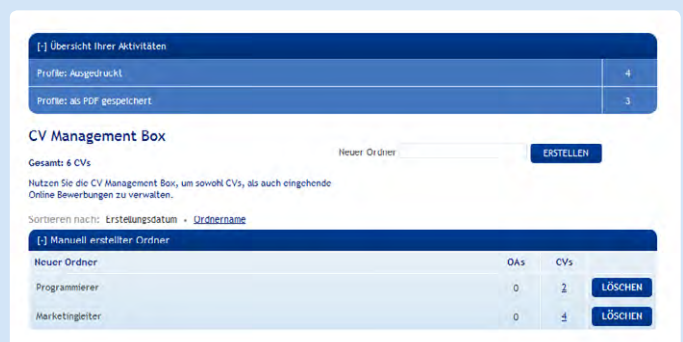 [-] Übersicht Ihrer Aktivitäten
Profile: Ausgedruckt 4
Profile: als PDF gespeichert 3
CV Management Box
Neuer Ordner ERSTELLEN
Gesamt: 6 CVs
Nutzen Sie die CV Management Box, um sowohl CVs, als auch eingehende
Online Bewerbungen zu verwalten.
Sortieren nach: Erstellungsdatum • Ordnername
[-] Manuell erstellter Ordner
Neuer Ordner OAs CVs
Programmierer 0 2 LÖSCHEN
Marketingleiter 0 4 LÖSCHEN